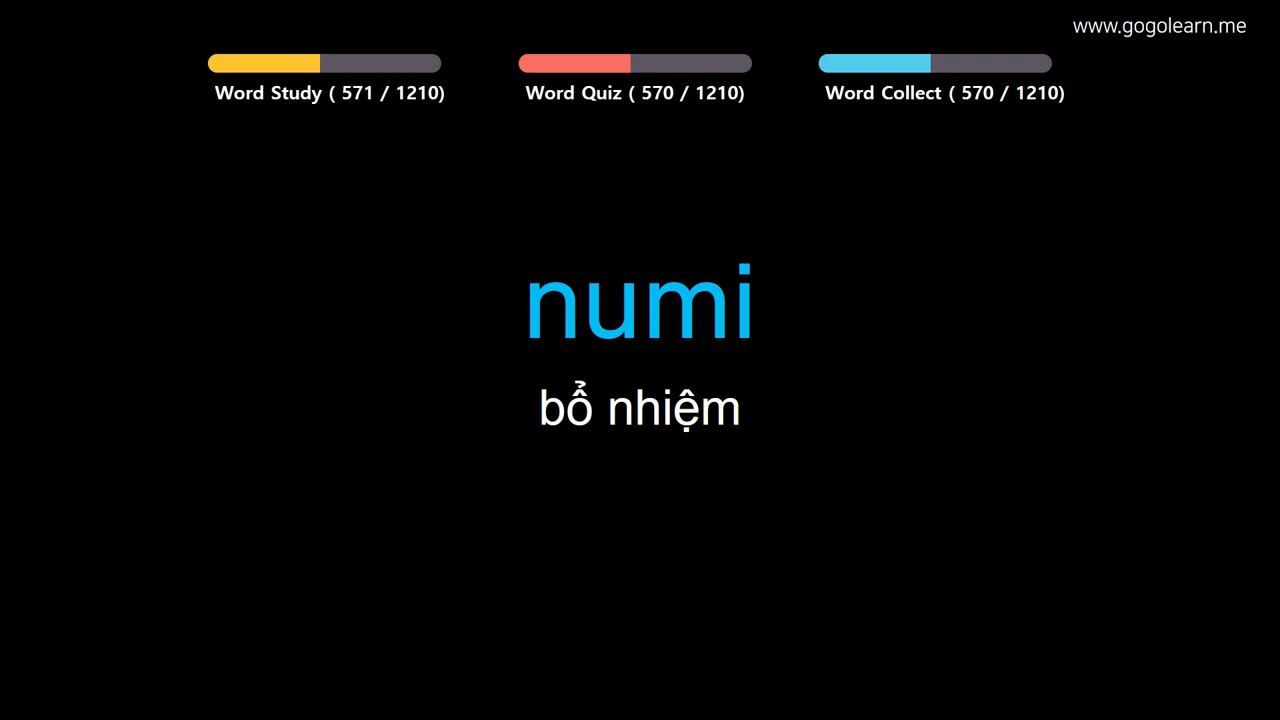 www.gogolearn.me
Word Study ( 571 / 1210)
Word Quiz ( 570 / 1210)
Word Collect ( 570 / 1210)
numi
bổ nhiệm